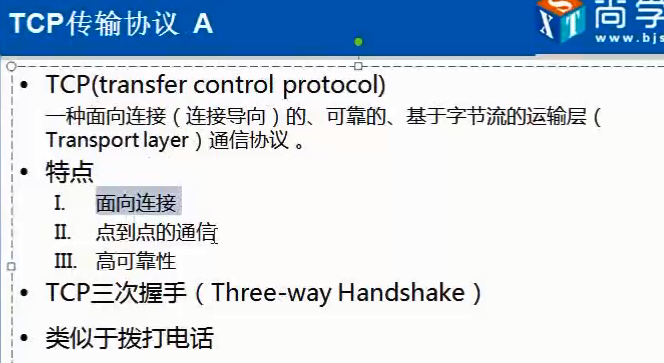 TCP传输协议 A
尚学
www.bjs
TCP(transfer control protocol)
一种面向连接（连接导向）的、可靠的、基于字节流的运输层（
Transport layer）通信协议 。
特点
I. 面向连接
II. 点到点的通信
III. 高可靠性
TCP三次握手（Three-way Handshake）
类似于拨打电话